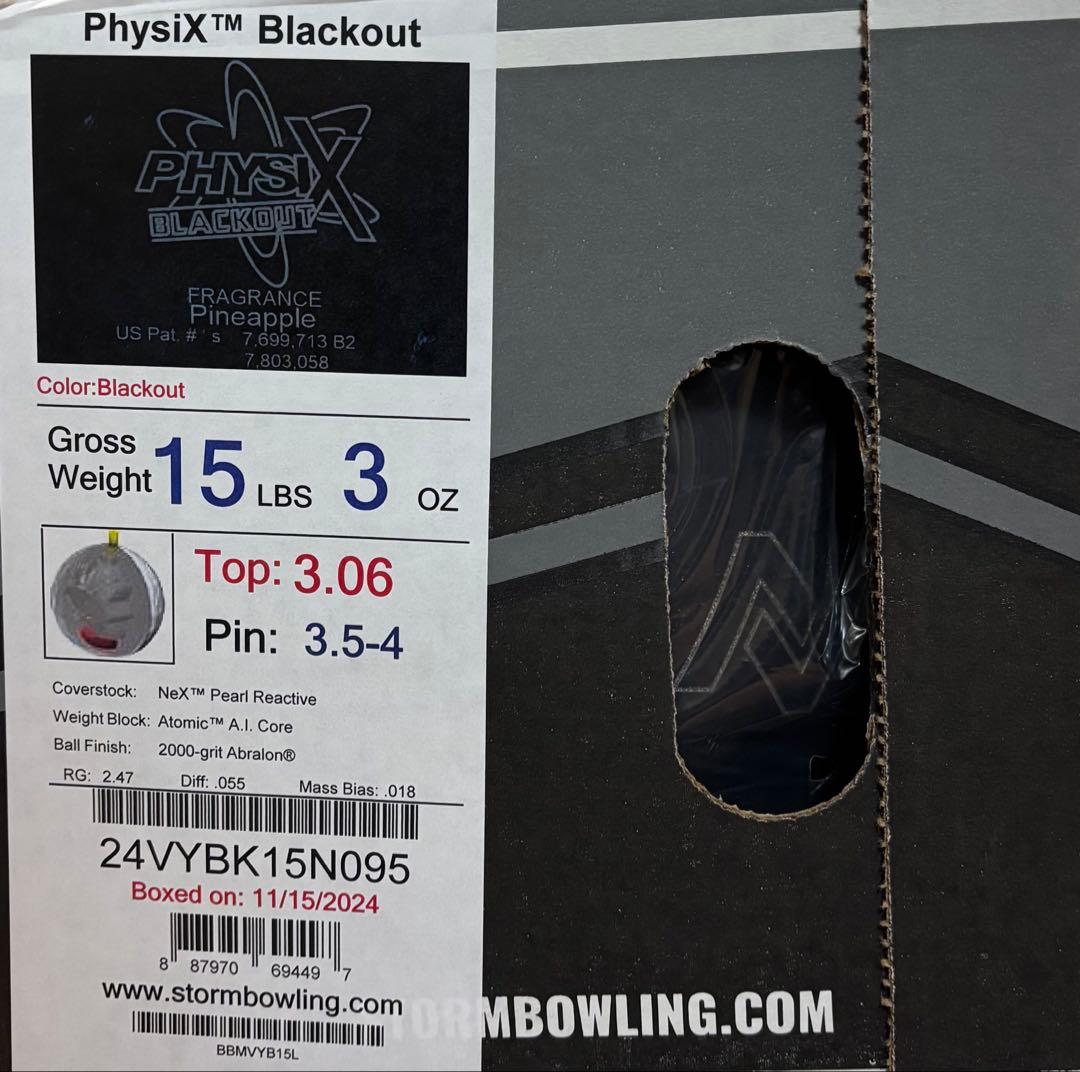 PhysiX™ Blackout
PHYSIX
BLACKOUT
FRAGRANCE
Pineapple
US Pat. # ' s 7,699,713 B2
7,803,058
Color:Blackout
Gross Weight 15 LBS 3 OZ
Top: 3.06
Pin: 3.5-4
Coverstock: NeX™ Pearl Reactive
Weight Block: Atomic™ A.I. Core
Ball Finish: 2000-grit Abralon®
RG: 2.47 Diff: .055 Mass Bias: .018
24VYBK15N095
Boxed on: 11/15/2024
8 87970 69449 7
www.stormbowling.com
BBMVYB15L
TORMBOWLING.COM